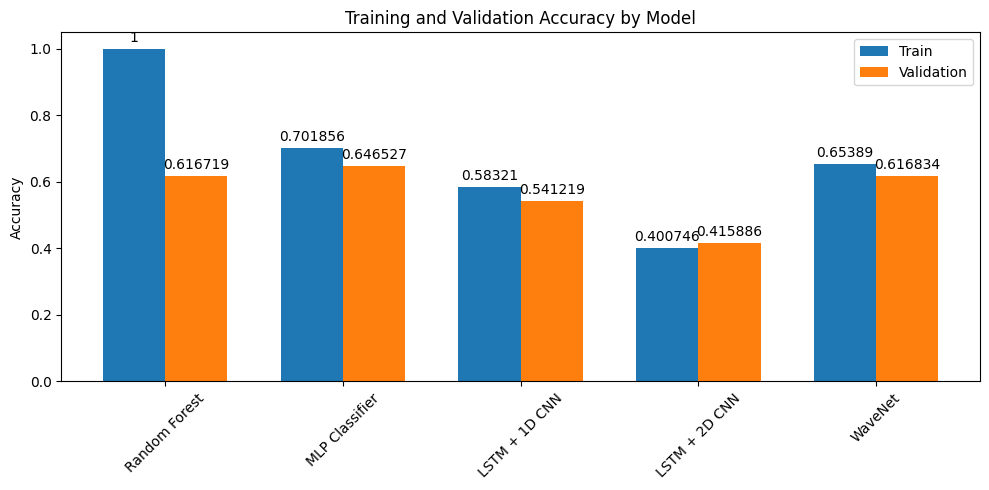 Training and Validation Accuracy by Model
Train
Validation
Accuracy
1.0
0.8
0.6
0.4
0.2
0.0
1
0.616719
0.701856
0.646527
0.58321
0.541219
0.400746
0.415886
0.65389
0.616834
Random Forest
MLP Classifier
LSTM + 1D CNN
LSTM + 2D CNN
WaveNet